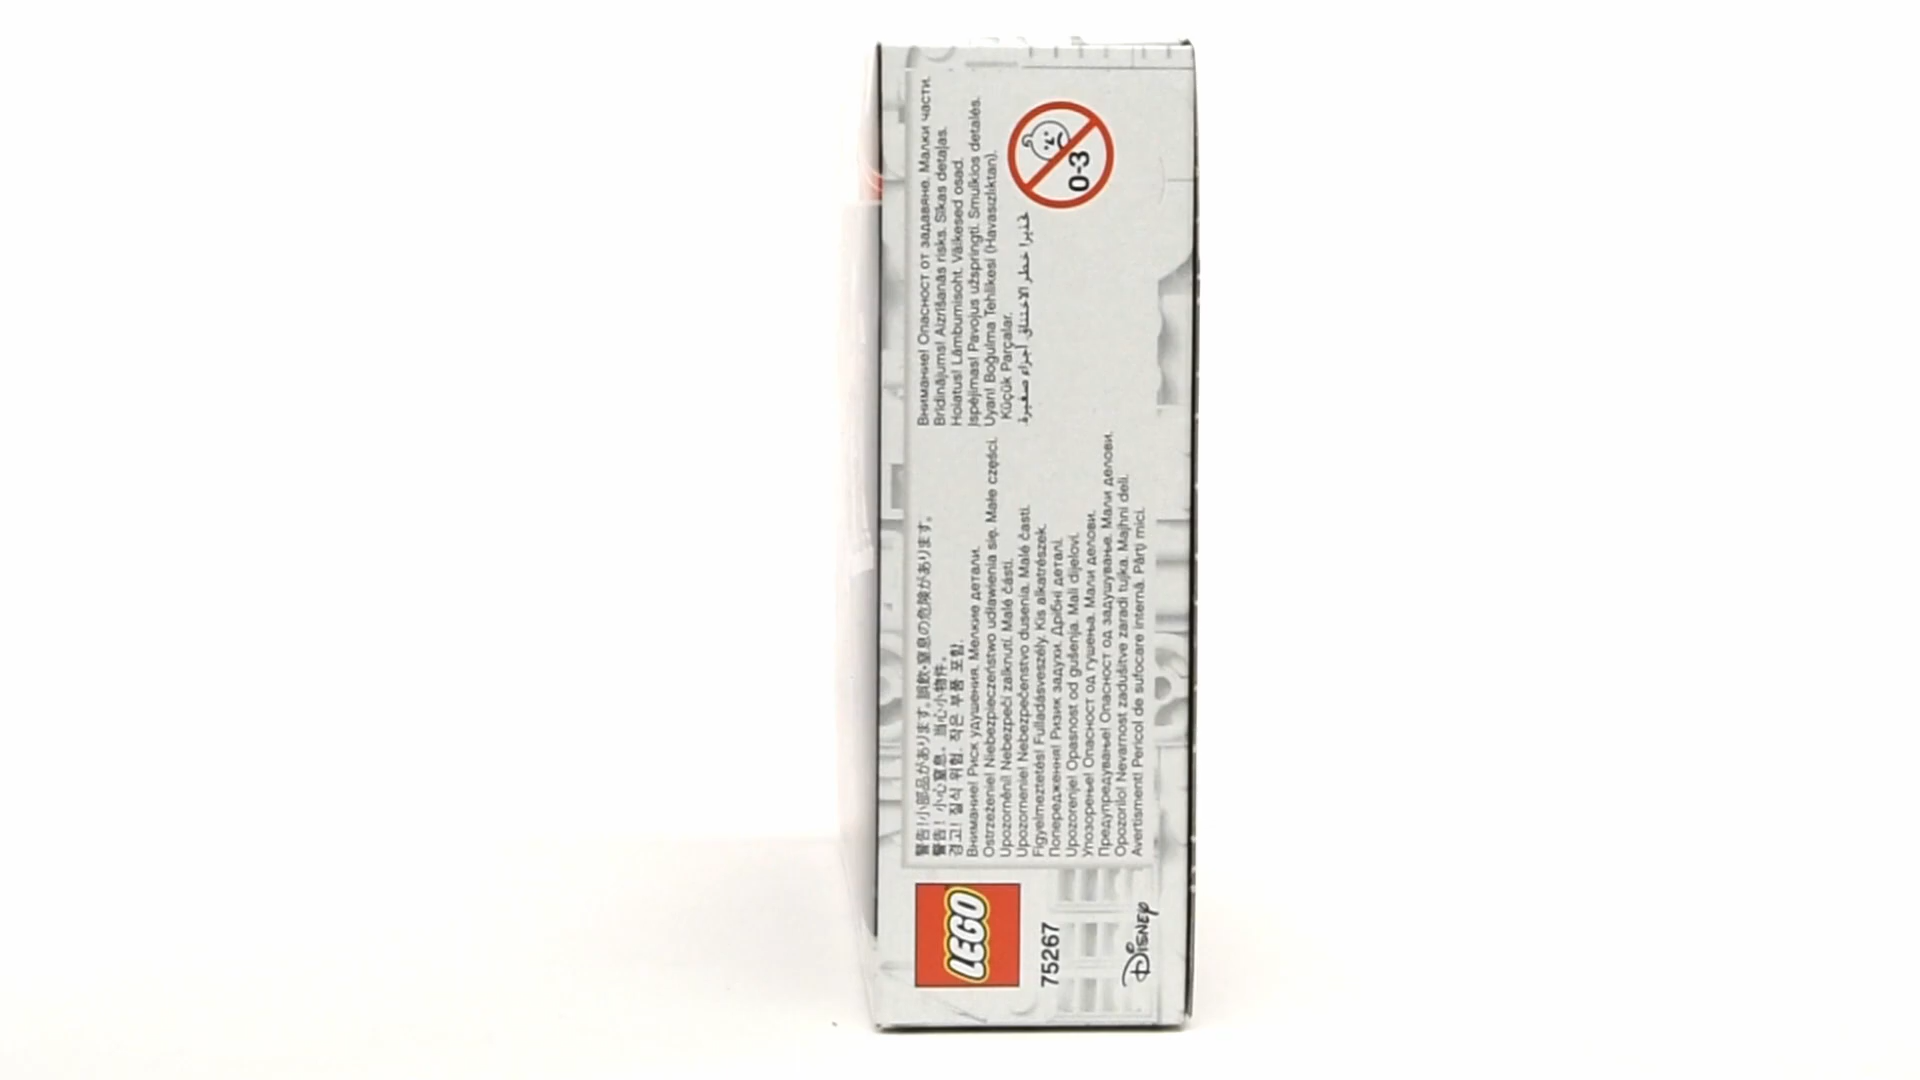 警告!小部品があります。誤飲・窒息の危険があります。
警告! 小心窒息。当心小物件。
경고! 질식 위험. 작은 부품 포함.
Внимание! Риск удушения. Мелкие детали.
Ostrzeżenie! Niebezpieczeństwo udławienia się. Małe części.
Upozornění! Nebezpečí zalknutí. Malé části.
Upozornenie! Nebezpečenstvo dusenia. Malé časti.
Figyelmeztetés! Fulladásveszély. Kis alkatrészek.
Попередження! Ризик задухи. Дрібні деталі.
Upozorenje! Opasnost od gušenja. Mali dijelovi.
Упозорење! Опасност од гушења. Мали делови.
Предупредување! Опасност од задушување. Мали делови.
Opozorilo! Nevarnost zadušitve zaradi tujka. Majhni deli.
Avertisment! Pericol de sufocare internă. Părți mici.
Внимание! Опасност от задавяне. Малки части.
Brīdinājums! Aizrīšanās risks. Sīkas detaļas.
Hoiatus! Lämbumisoht. Väikesed osad.
Įspėjimas! Pavojus užspringti. Smulkios detalės.
Uyarı! Boğulma Tehlikesi (Havasızlıktan).
Küçük Parçalar.
تحذير! خطر الاختناق. أجزاء صغيرة.
0-3
LEGO
75267
Disney